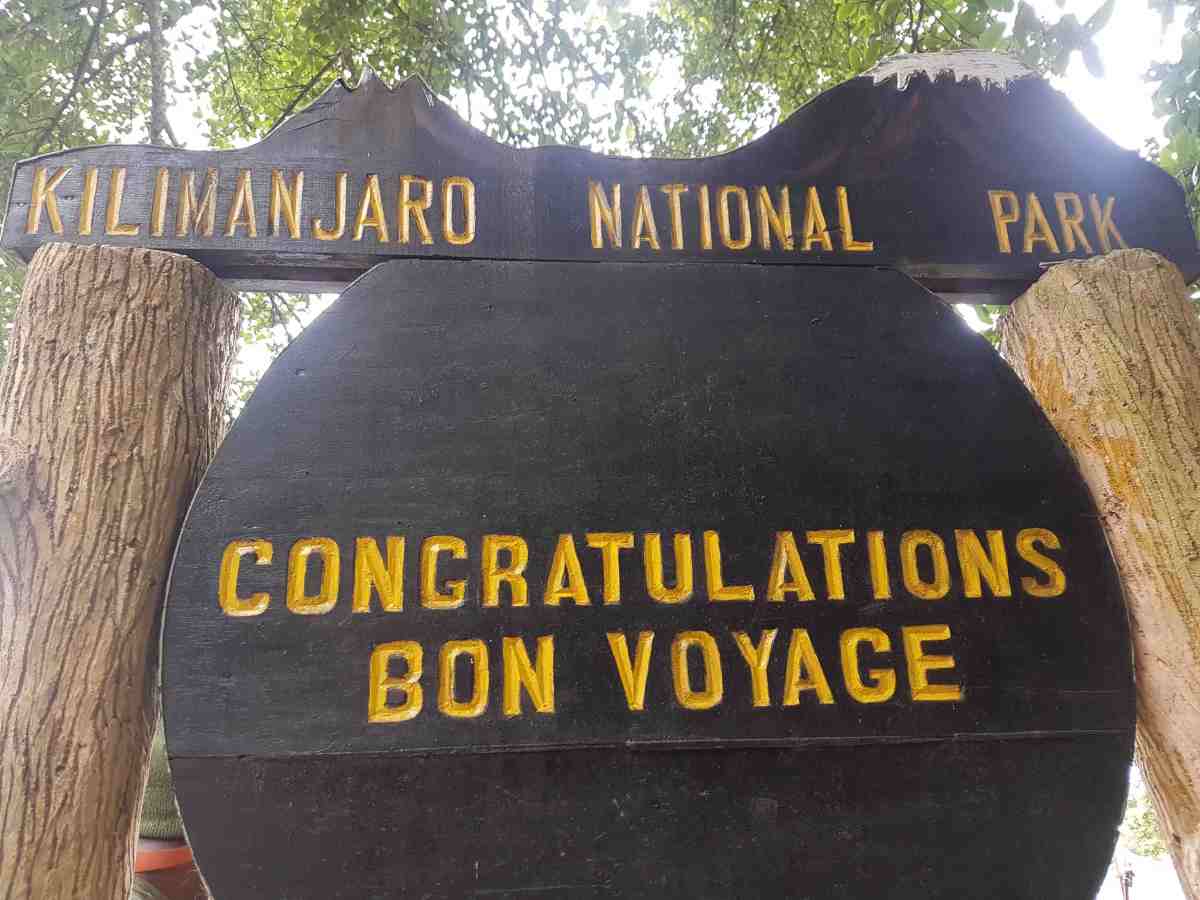 KILIMANJARO NATIONAL PARK
CONGRATULATIONS
BON VOYAGE